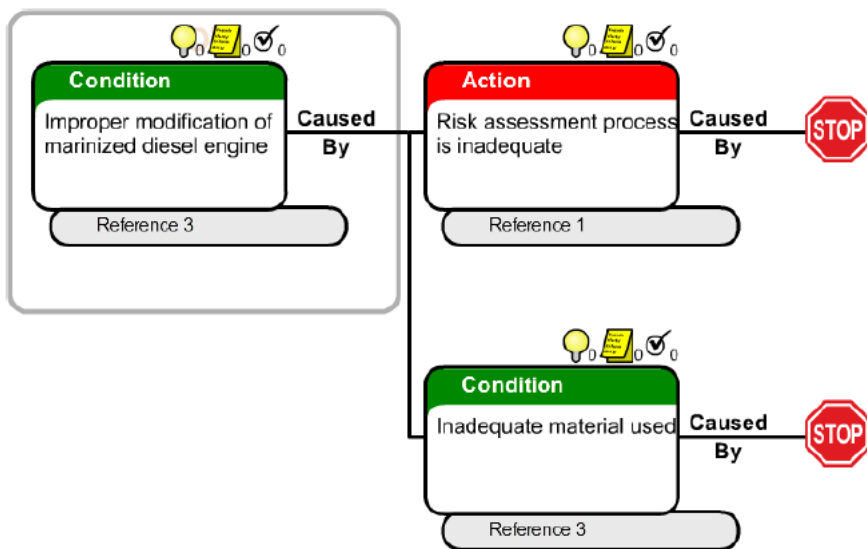 0 0 0
Condition
Improper modification of
marinized diesel engine
Reference 3
Caused
By
0 0 0
Action
Risk assessment process
is inadequate
Reference 1
Caused
By
STOP
0 0 0
Condition
Inadequate material used
Reference 3
Caused
By
STOP